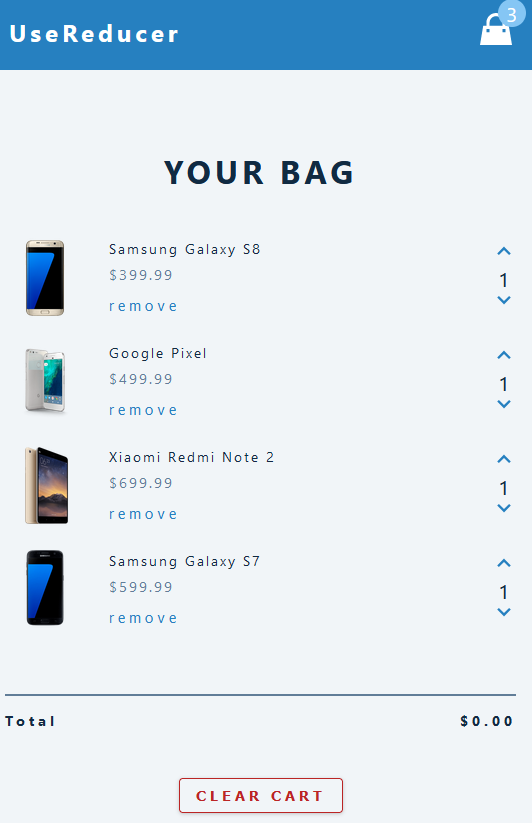 UseReducer
3
YOUR BAG
Samsung Galaxy S8
$399.99
1
remove
Google Pixel
$499.99
1
remove
Xiaomi Redmi Note 2
$699.99
1
remove
Samsung Galaxy S7
$599.99
1
remove
Total $0.00
CLEAR CART